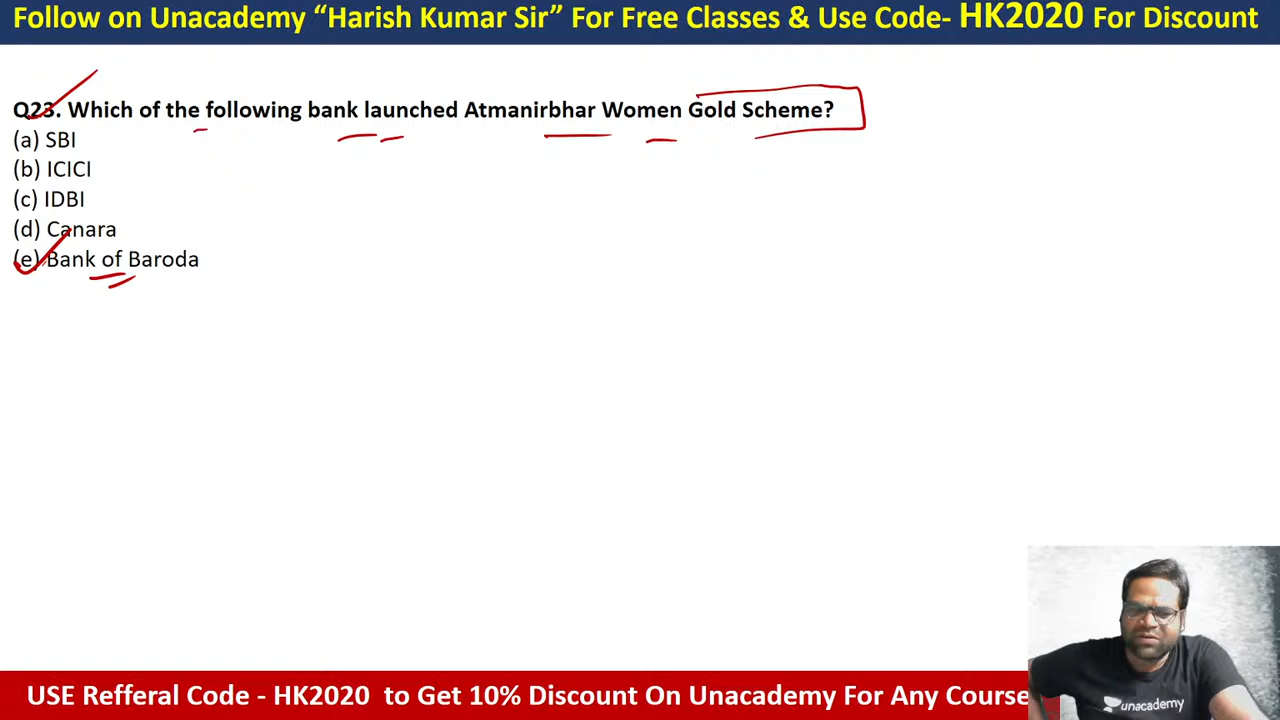 Follow on Unacademy “Harish Kumar Sir” For Free Classes & Use Code- HK2020 For Discount
Q23. Which of the following bank launched Atmanirbhar Women Gold Scheme?
(a) SBI
(b) ICICI
(c) IDBI
(d) Canara
(e) Bank of Baroda
unacademy
USE Refferal Code - HK2020 to Get 10% Discount On Unacademy For Any Course